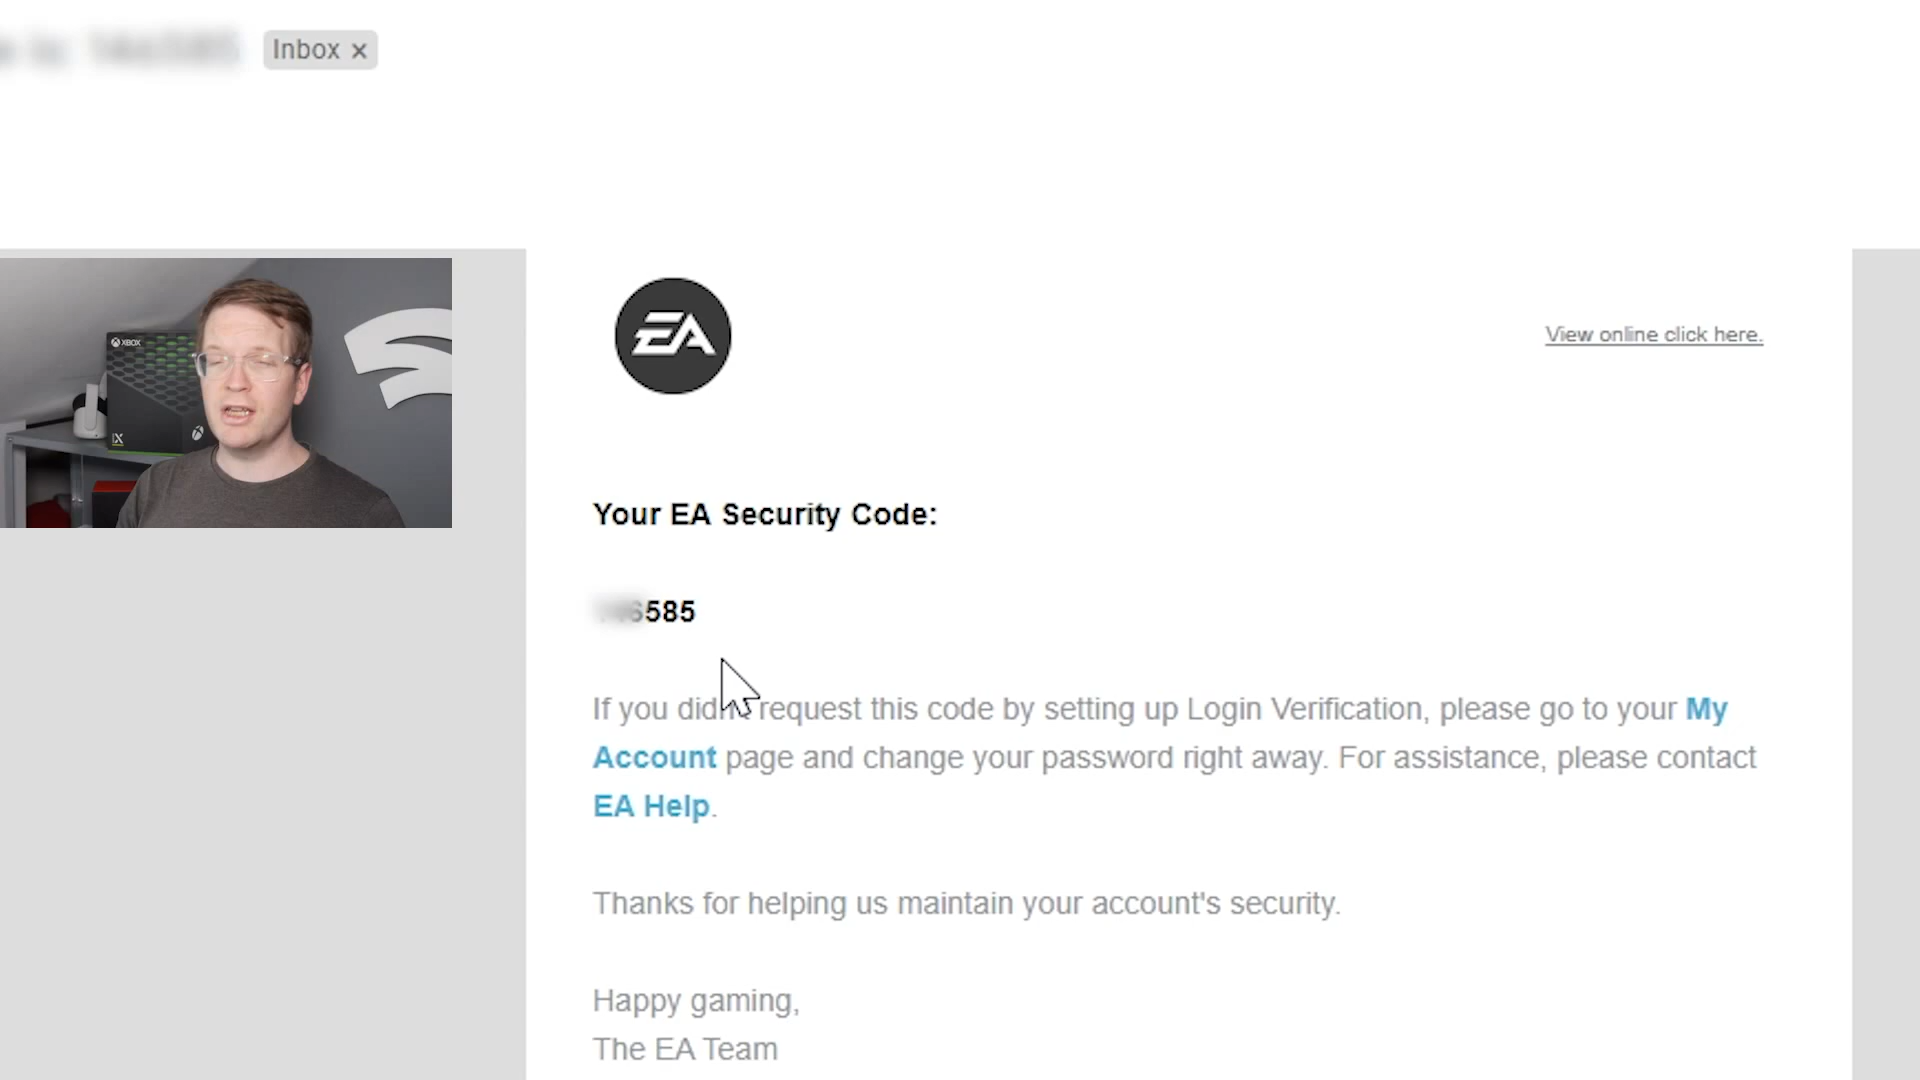 Inbox ×
XBOX
EA
View online click here.
Your EA Security Code:
585
If you didn't request this code by setting up Login Verification, please go to your My
Account page and change your password right away. For assistance, please contact
EA Help.
Thanks for helping us maintain your account's security.
Happy gaming,
The EA Team